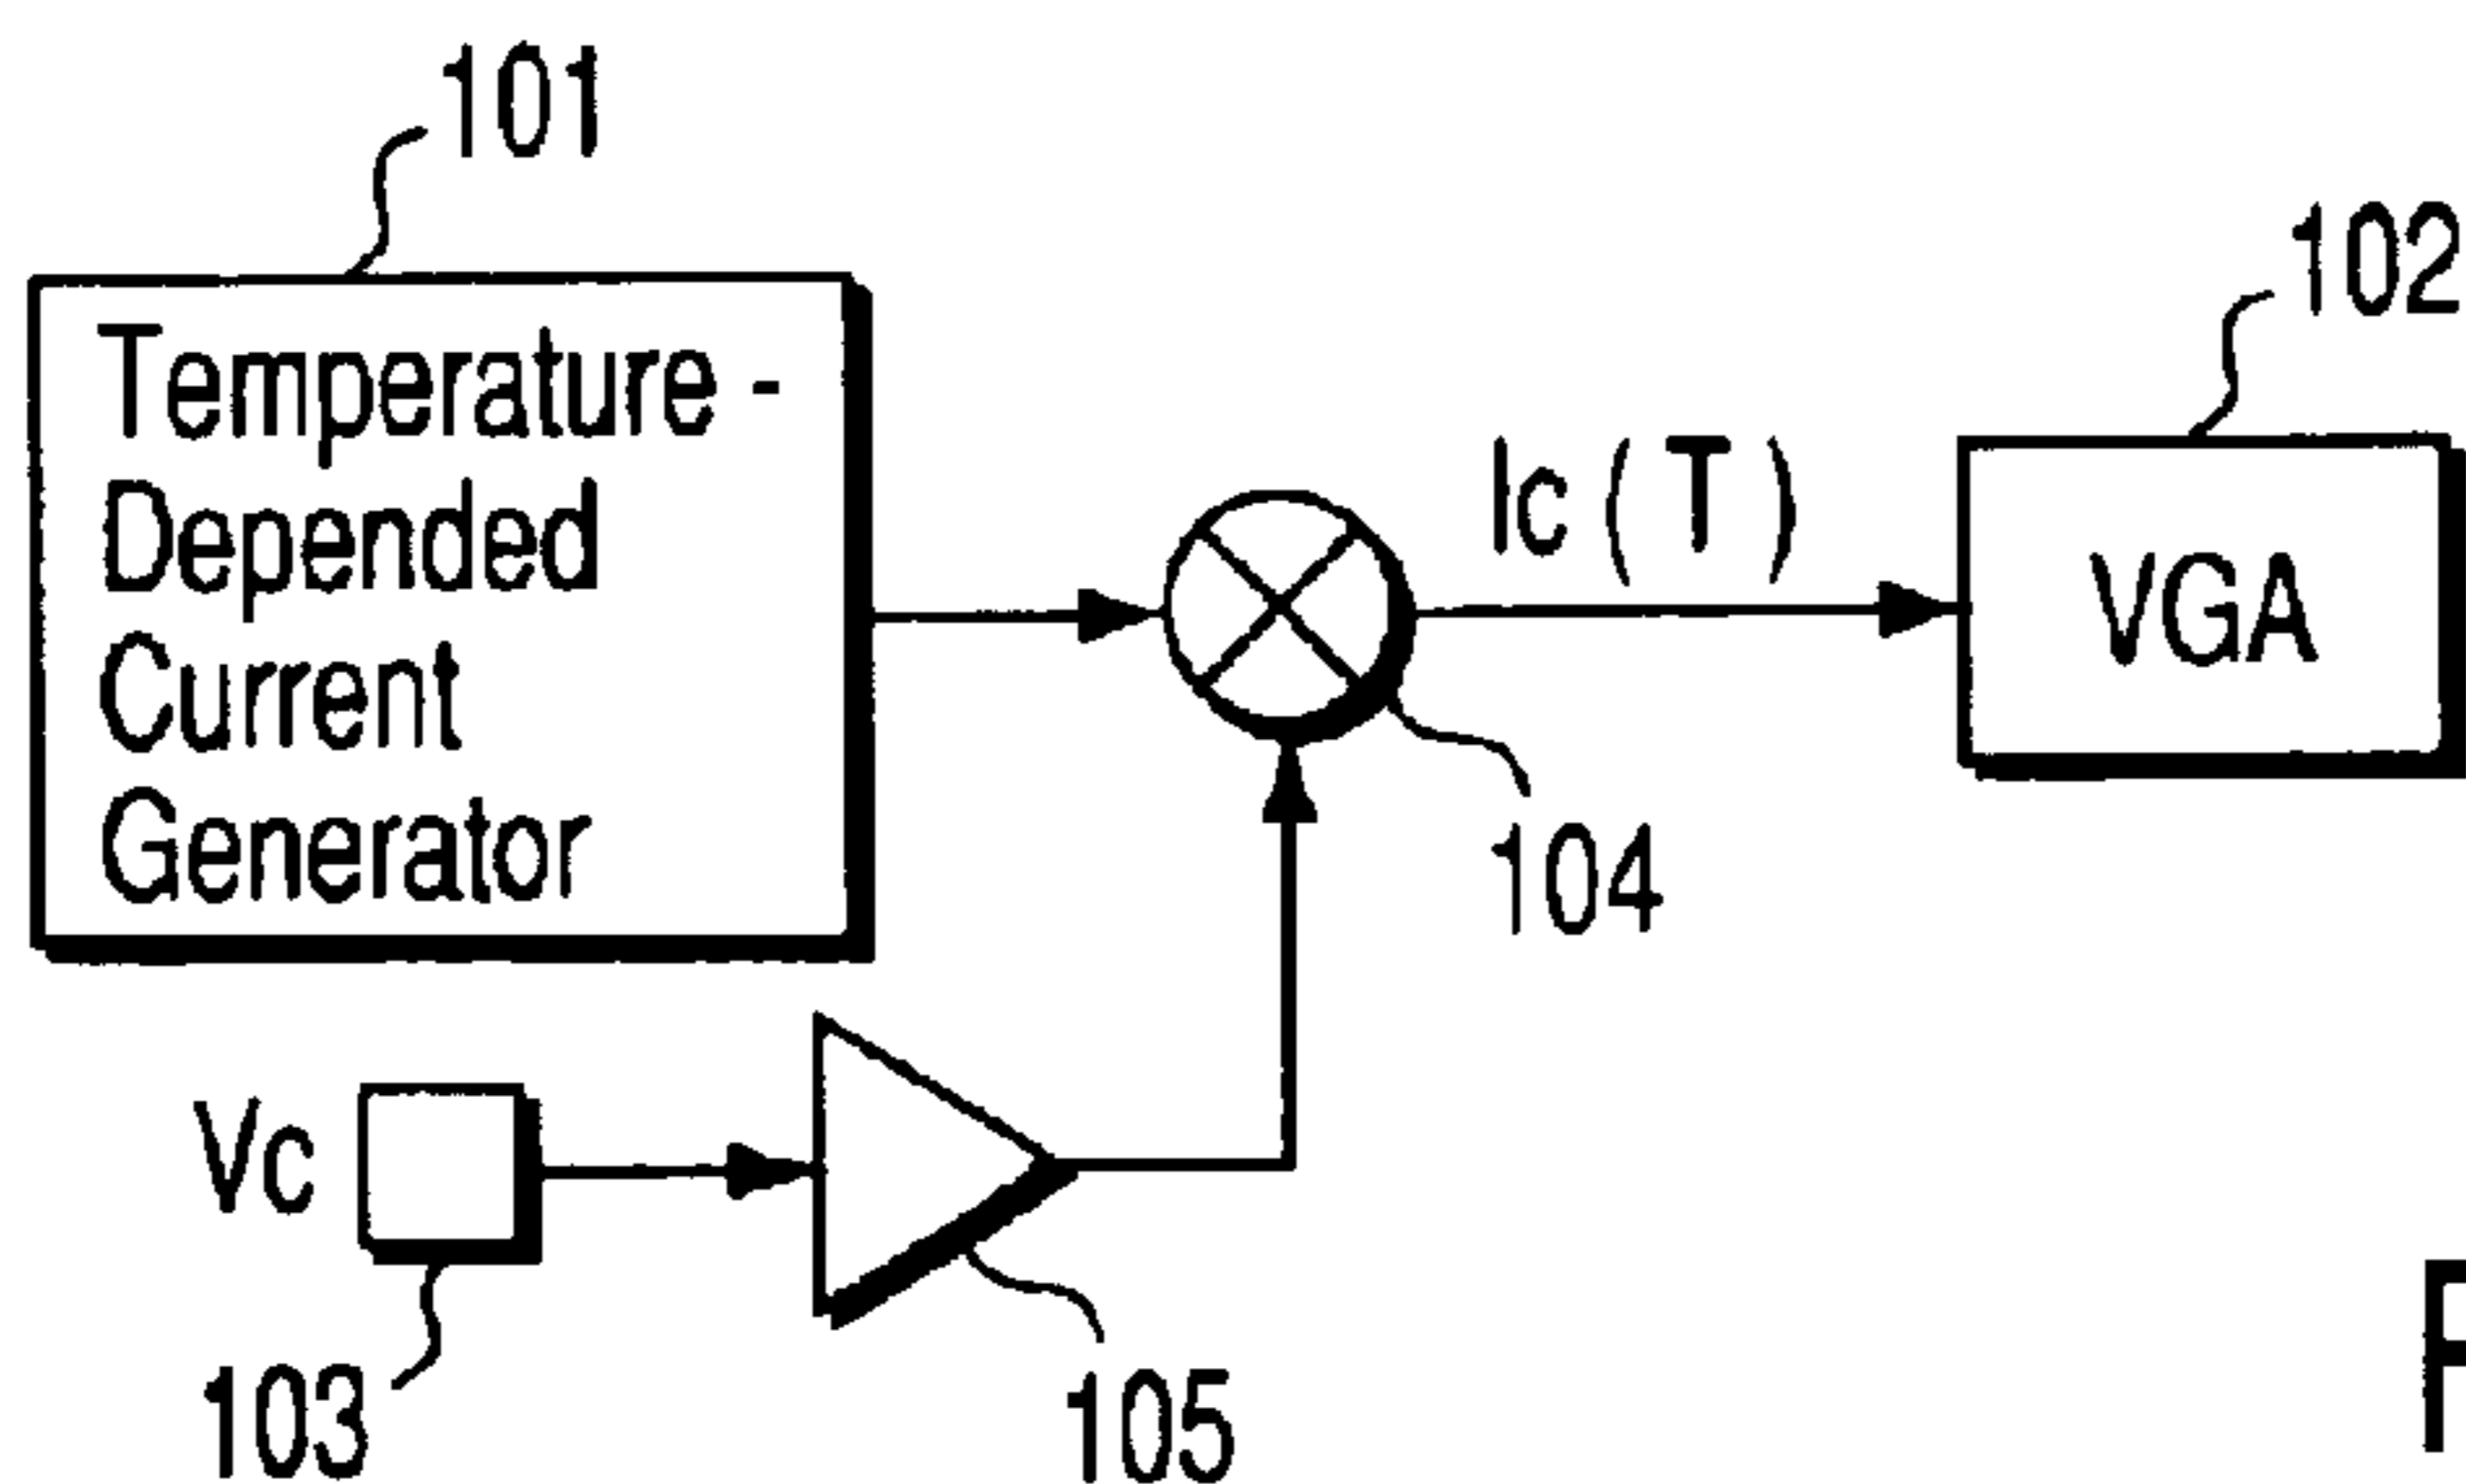 101
102
Temperature -
Depended
Current
Generator
Ic ( T )
VGA
104
Vc
103
105